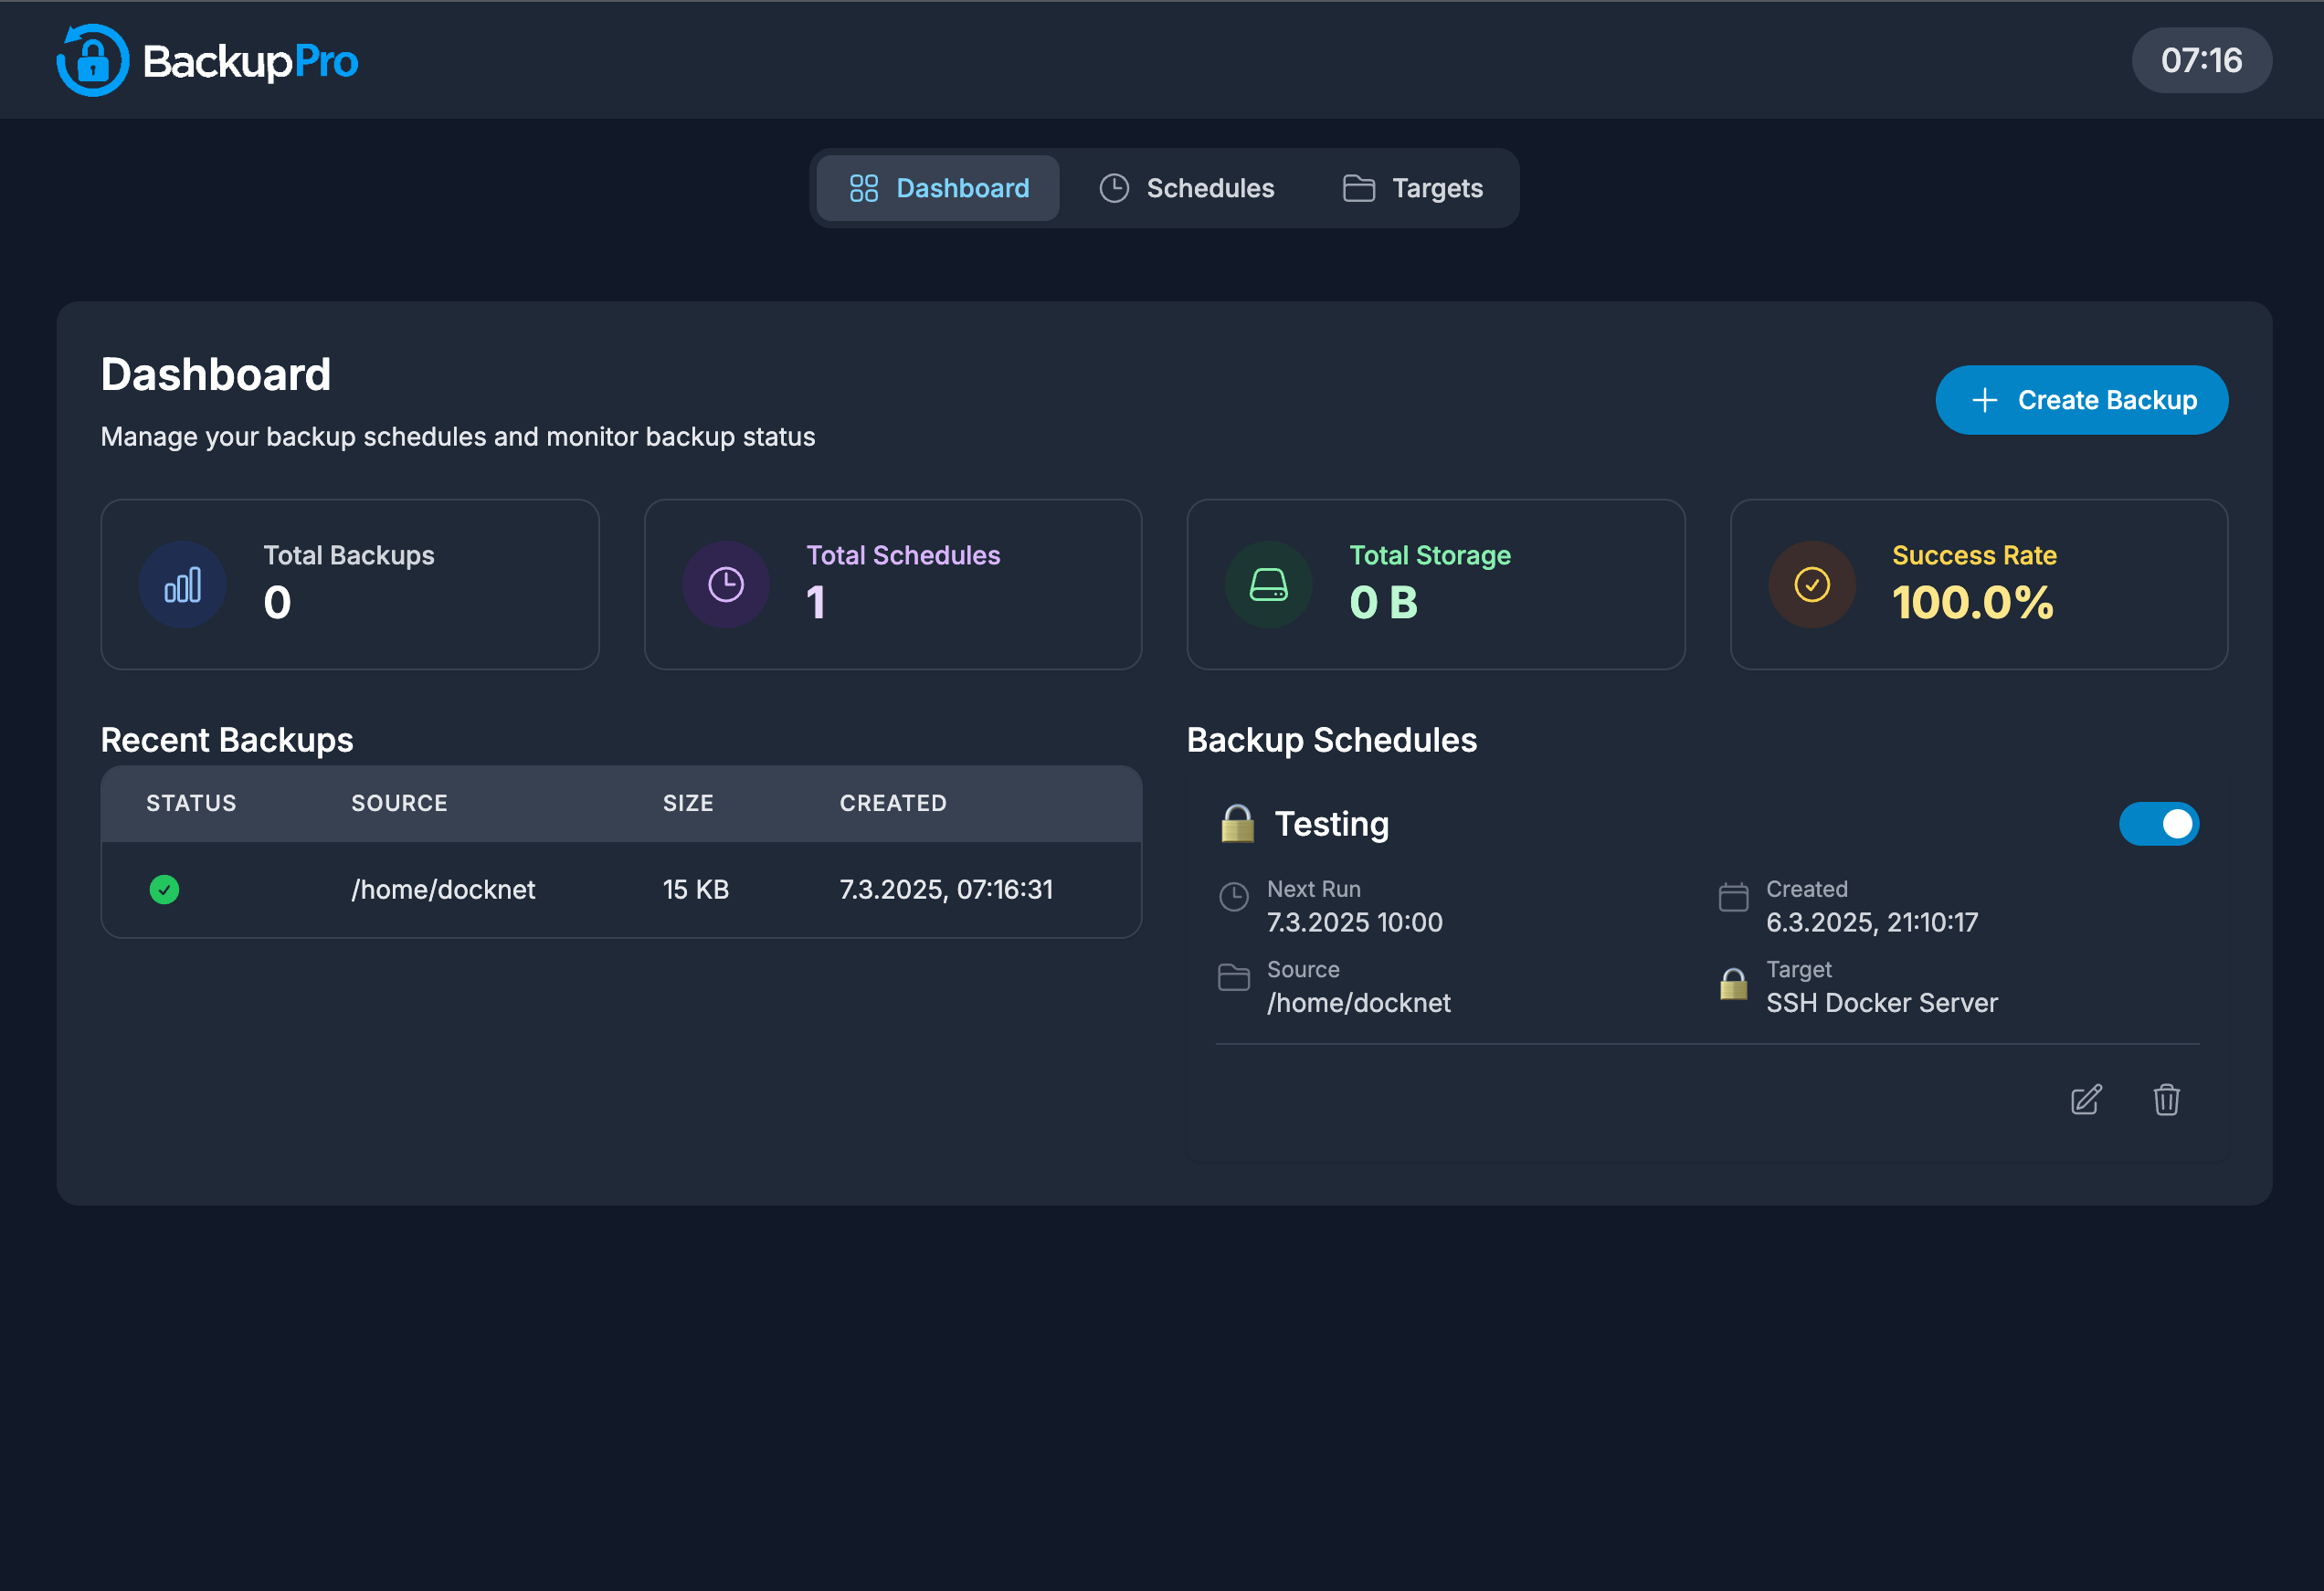 BackupPro
07:16
Dashboard
Schedules
Targets
Dashboard
Manage your backup schedules and monitor backup status
Create Backup
Total Backups
0
Total Schedules
1
Total Storage
0 B
Success Rate
100.0%
Recent Backups
STATUS SOURCE SIZE CREATED
/home/docknet 15 KB 7.3.2025, 07:16:31
Backup Schedules
Testing
Next Run
7.3.2025 10:00
Created
6.3.2025, 21:10:17
Source
/home/docknet
Target
SSH Docker Server